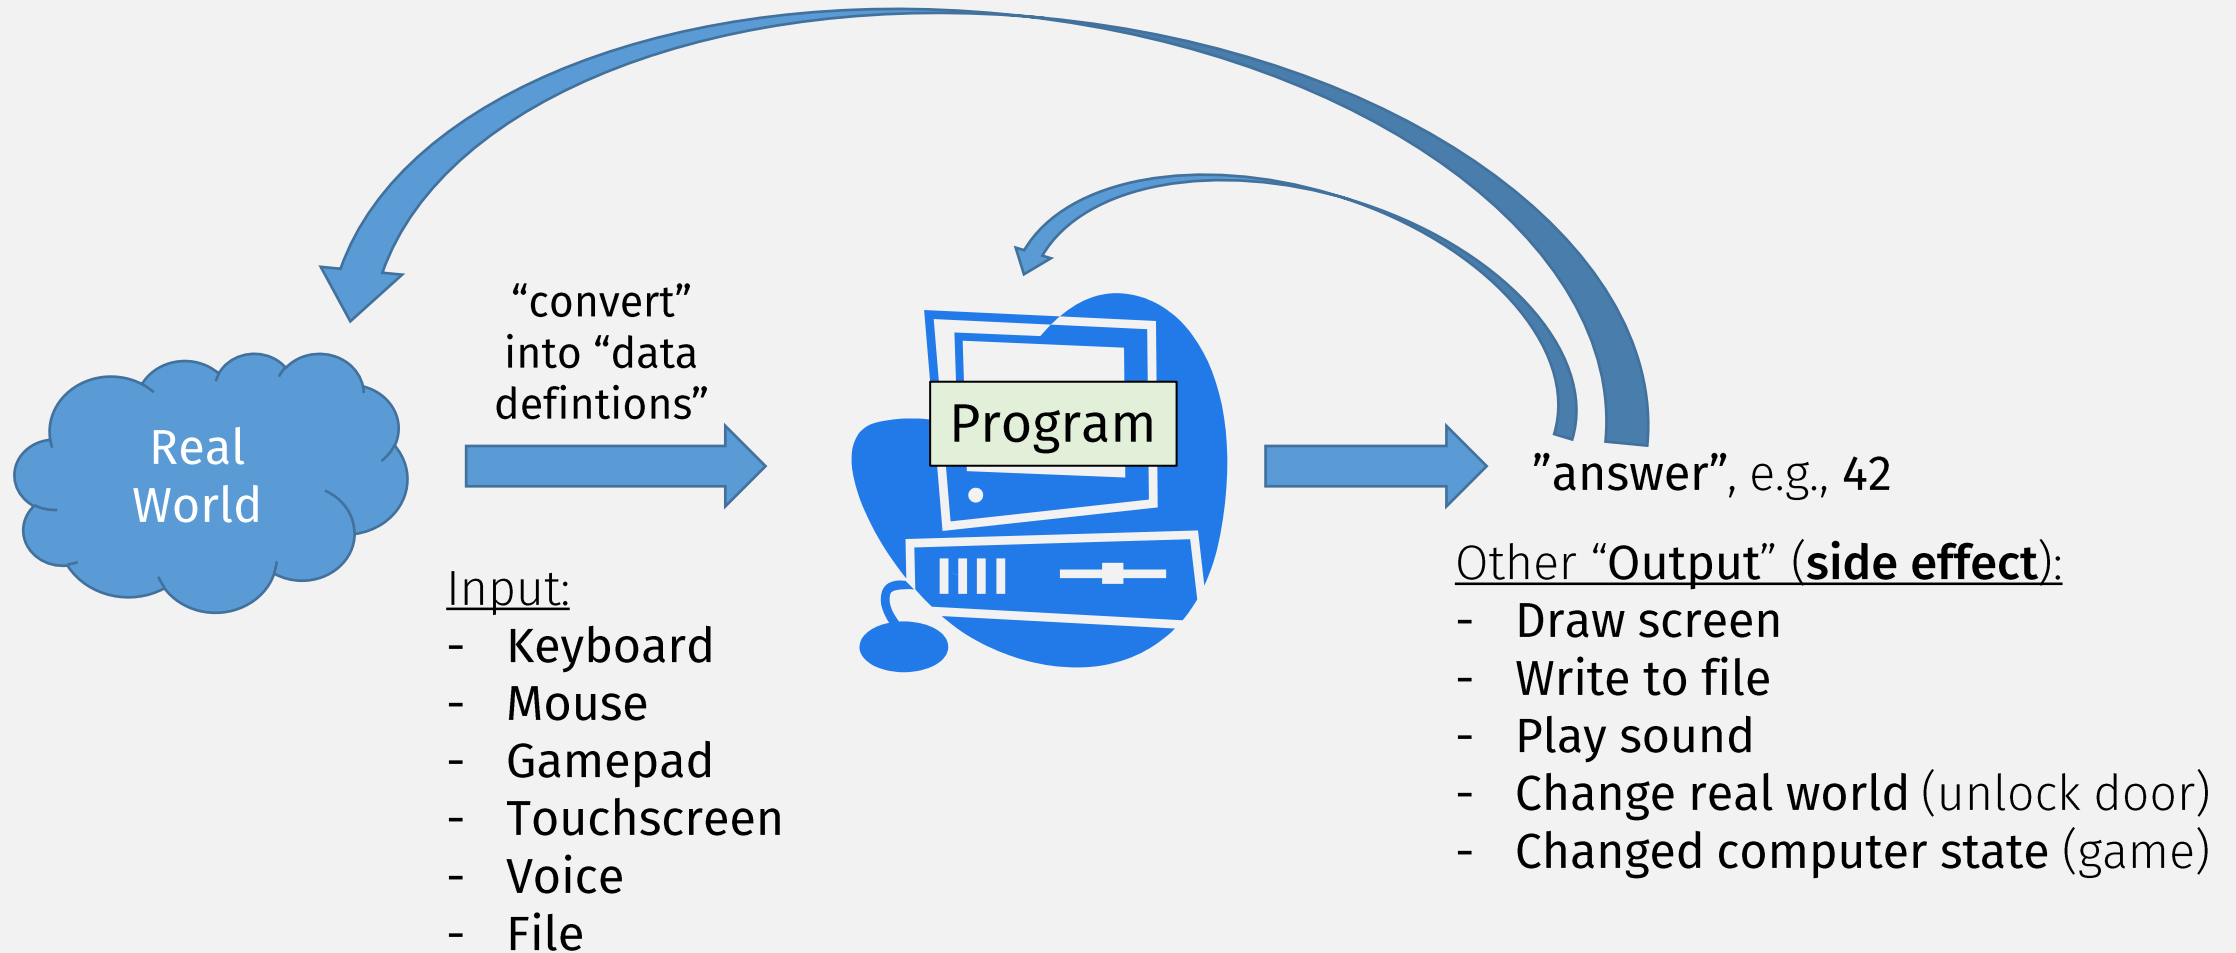 Real
World
“convert”
into “data
defintions”
Input:
- Keyboard
- Mouse
- Gamepad
- Touchscreen
- Voice
- File
Program
”answer”, e.g., 42
Other “Output” (side effect):
- Draw screen
- Write to file
- Play sound
- Change real world (unlock door)
- Changed computer state (game)